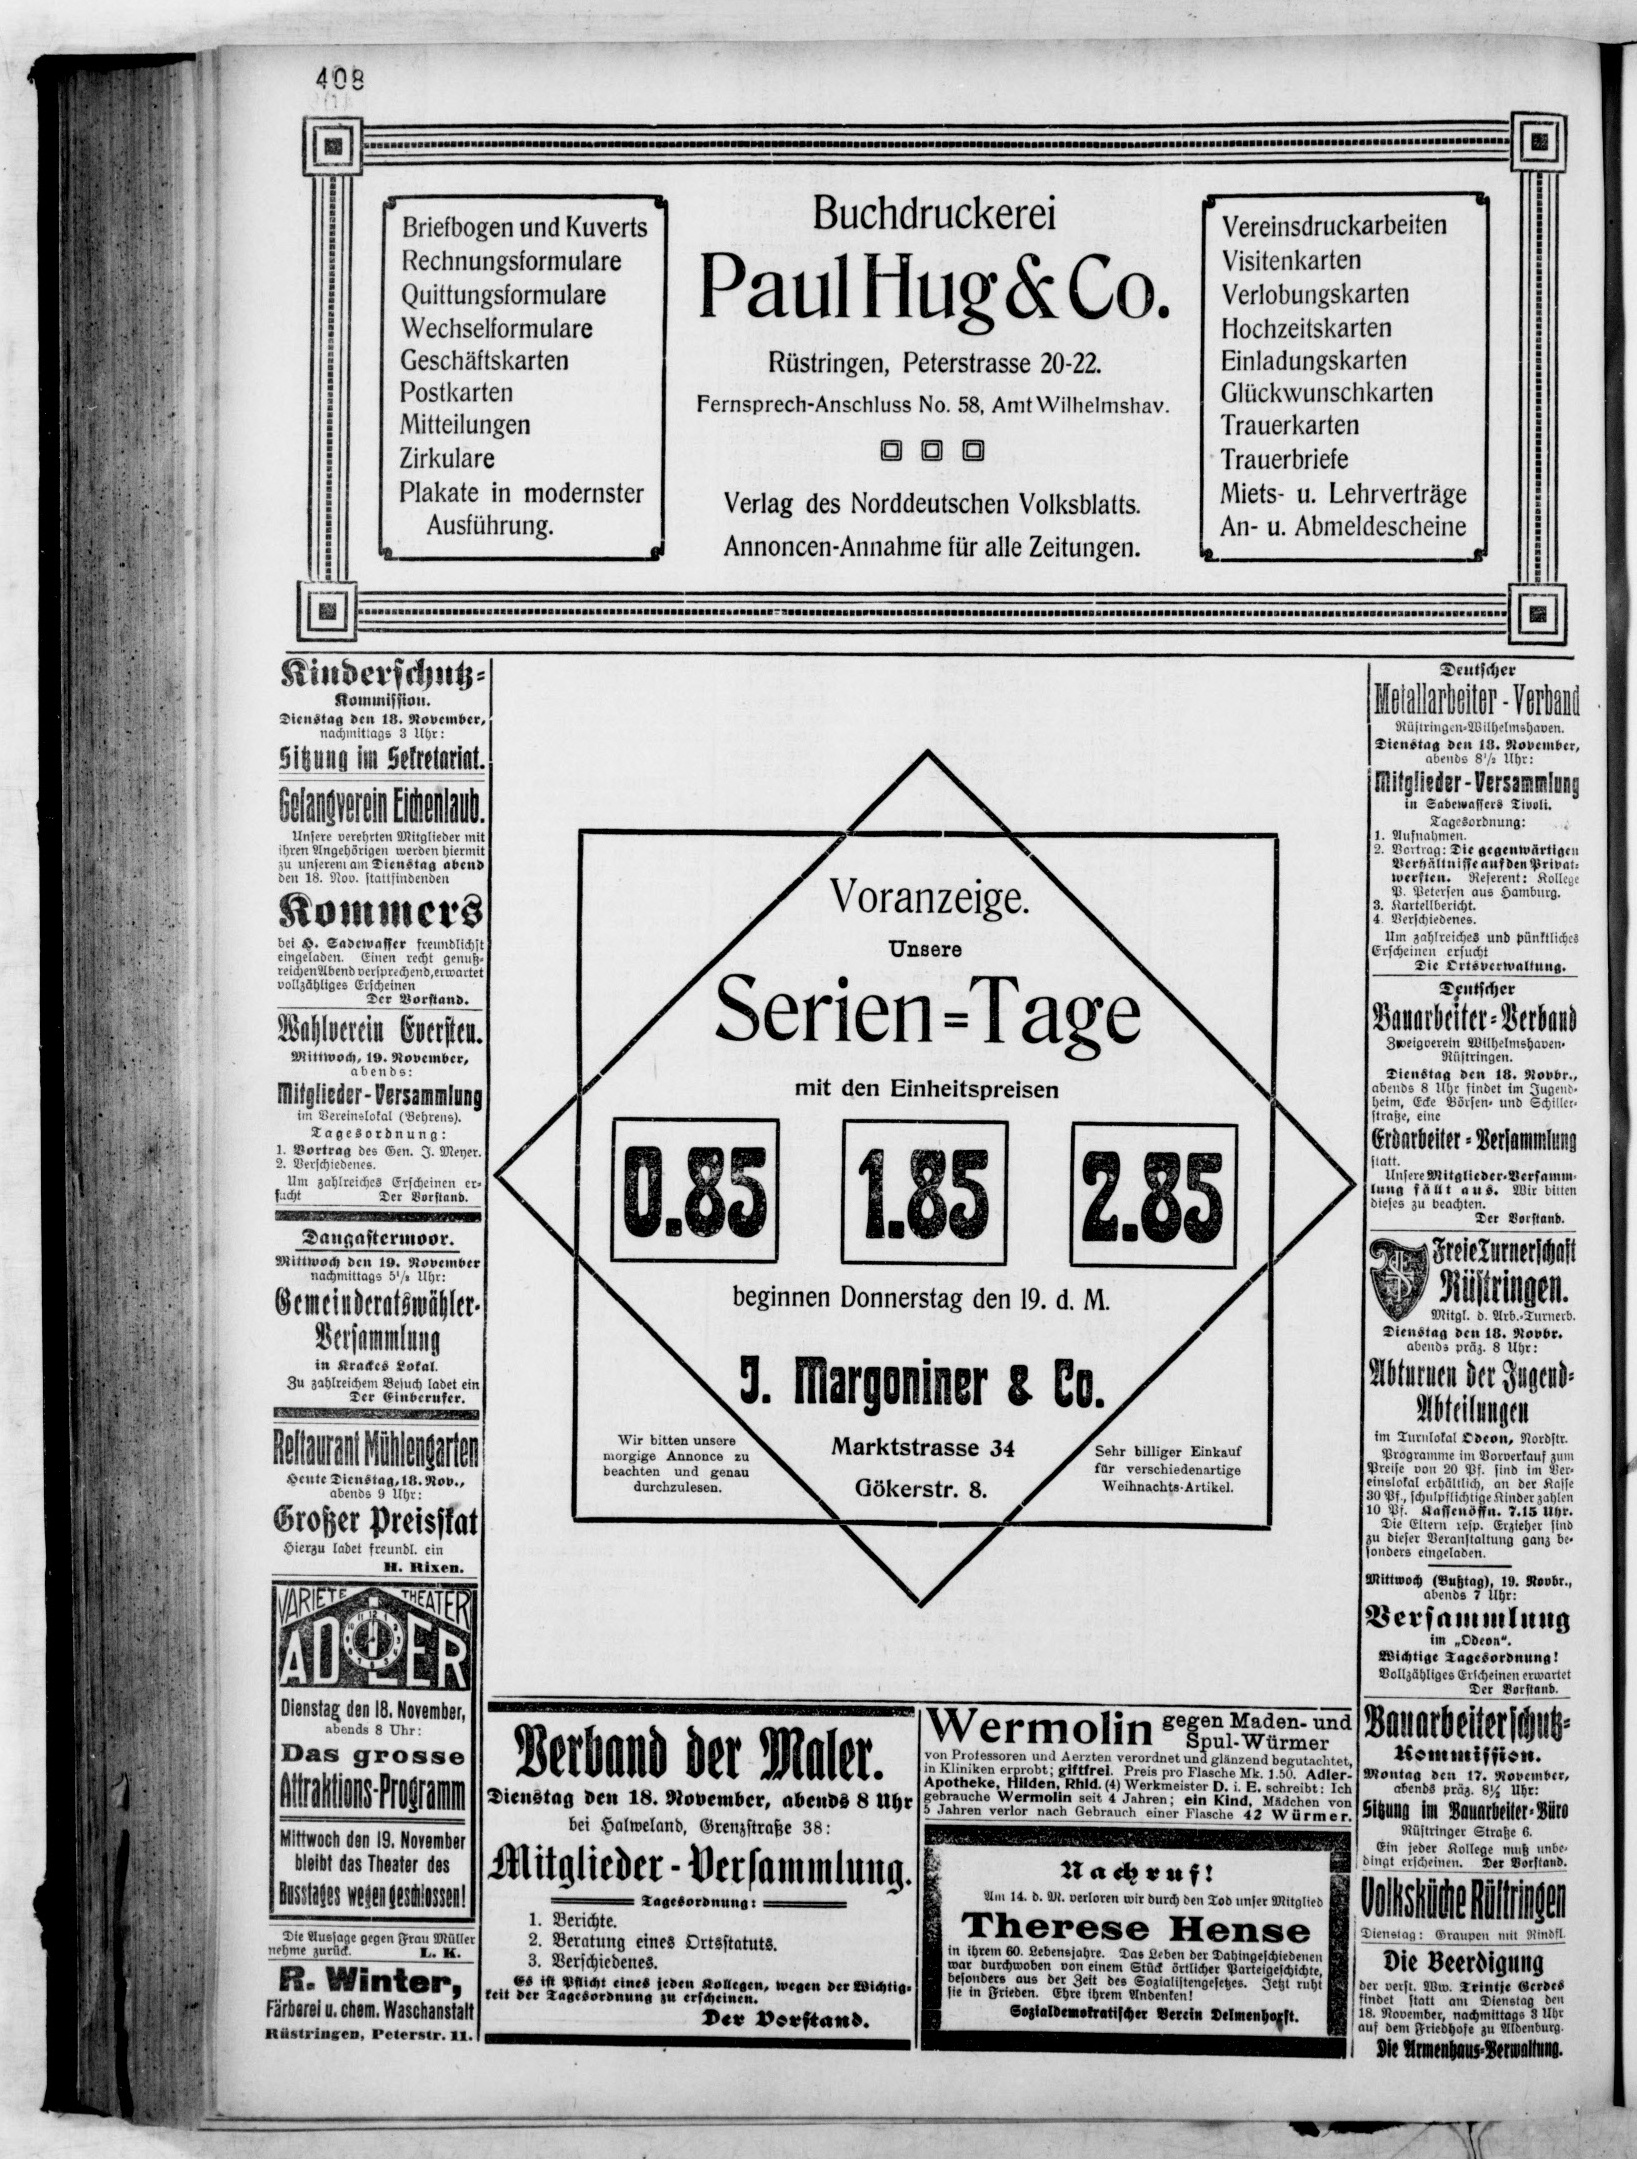 408
Briefbogen und Kuverts
Rechnungsformulare
Quittungsformulare
Wechselformulare
Geschäftskarten
Postkarten
Mitteilungen
Zirkulare
Plakate in modernster
Ausführung.
Buchdruckerei
Paul Hug & Co.
Rüstringen, Peterstrasse 20-22.
Fernsprech-Anschluss No. 58, Amt Wilhelmshav.
Verlag des Norddeutschen Volksblatts.
Annoncen-Annahme für alle Zeitungen.
Vereinsdruckarbeiten
Visitenkarten
Verlobungskarten
Hochzeitskarten
Einladungskarten
Glückwunschkarten
Trauerkarten
Trauerbriefe
Miets- u. Lehrverträge
An- u. Abmeldescheine
Kinderschutz-
Kommission.
Dienstag den 18. November,
nachmittags 3 Uhr:
Sitzung im Sekretariat.
Gesangverein Eichenlaub.
Unsere verehrten Mitglieder mit
ihren Angehörigen werden hiermit
zu unserem am Dienstag abend
den 18. Nov. stattfindenden
Kommers
bei H. Sadewasser freundlichst
eingeladen. Einen recht genuß-
reichen Abend versprechend, erwartet
vollzähliges Erscheinen
Der Vorstand.
Wahlverein Eversten.
Mittwoch, 19. November,
abends:
Mitglieder-Versammlung
im Vereinslokal (Behrens).
Tagesordnung:
1. Vortrag des Gen. J. Meyer.
2. Verschiedenes.
Um zahlreiches Erscheinen er-
sucht Der Vorstand.
Dangastermoor.
Mittwoch den 19. November
nachmittags 5½ Uhr:
Gemeinderatswähler-
Versammlung
in Krackes Lokal.
Zu zahlreichem Besuch ladet ein
Der Einberufer.
Restaurant Mühlengarten
Heute Dienstag, 18. Nov.,
abends 9 Uhr:
Großer Preisskat
Hierzu ladet freundl. ein
H. Rixen.
VARIETE THEATER
ADLER
Dienstag den 18. November,
abends 8 Uhr:
Das grosse
Attraktions-Programm
Mittwoch den 19. November
bleibt das Theater des
Busstages wegen geschlossen!
Die Aussage gegen Frau Müller
nehme zurück. L. K.
R. Winter,
Färberei u. chem. Waschanstalt
Rüstringen, Peterstr. 11.
Voranzeige.
Unsere
Serien=Tage
mit den Einheitspreisen
0.85 1.85 2.85
beginnen Donnerstag den 19. d. M.
J. Margoniner & Co.
Marktstrasse 34
Gökerstr. 8.
Wir bitten unsere
morgige Annonce zu
beachten und genau
durchzulesen.
Sehr billiger Einkauf
für verschiedenartige
Weihnachts-Artikel.
Verband der Maler.
Dienstag den 18. November, abends 8 Uhr
bei Halweland, Grenzstraße 38:
Mitglieder-Versammlung.
Tagesordnung:
1. Berichte.
2. Beratung eines Ortsstatuts.
3. Verschiedenes.
Es ist Pflicht eines jeden Kollegen, wegen der Wichtig-
keit der Tagesordnung zu erscheinen.
Der Vorstand.
Wermolin gegen Maden- und
Spul-Würmer
von Professoren und Aerzten verordnet und glänzend begutachtet,
in Kliniken erprobt; giftfrei. Preis pro Flasche Mk. 1.50. Adler-
Apotheke, Hilden, Rhld. (4) Werkmeister D. i. E. schreibt: Ich
gebrauche Wermolin seit 4 Jahren; ein Kind, Mädchen von
5 Jahren verlor nach Gebrauch einer Flasche 42 Würmer.
Nachruf!
Am 14. d. M. verloren wir durch den Tod unser Mitglied
Therese Hense
in ihrem 60. Lebensjahre. Das Leben der Dahingeschiedenen
war durchwoben von einem Stück örtlicher Parteigeschichte,
besonders aus der Zeit des Sozialistengesetzes. Jetzt ruht
sie in Frieden. Ehre ihrem Andenken!
Sozialdemokratischer Verein Delmenhorst.
Deutscher
Metallarbeiter-Verband
Rüstringen-Wilhelmshaven.
Dienstag den 18. November,
abends 8½ Uhr:
Mitglieder-Versammlung
in Sadewassers Tivoli.
Tagesordnung:
1. Aufnahmen.
2. Vortrag: Die gegenwärtigen
Verhältnisse auf den Privat-
werften. Referent: Kollege
P. Petersen aus Hamburg.
3. Kartellbericht.
4. Verschiedenes.
Um zahlreiches und pünktliches
Erscheinen ersucht
Die Ortsverwaltung.
Deutscher
Bauarbeiter-Verband
Zweigverein Wilhelmshaven-
Rüstringen.
Dienstag den 18. Novbr.,
abends 8 Uhr findet im Jugend-
heim, Ecke Börsen- und Schiller-
straße, eine
Erdarbeiter-Versammlung
statt.
Unsere Mitglieder-Versamm-
lung fällt aus. Wir bitten
dieses zu beachten.
Der Vorstand.
Freie Turnerschaft
Rüstringen.
Mitgl. d. Arb.-Turnerb.
Dienstag den 18. Novbr.
abends präz. 8 Uhr:
Abturnen der Jugend-
Abteilungen
im Turnlokal Odeon, Nordstr.
Programme im Vorverkauf zum
Preise von 20 Pf. sind im Ver-
einslokal erhältlich, an der Kasse
30 Pf., schulpflichtige Kinder zahlen
10 Pf. Kassenöffn. 7.15 Uhr.
Die Eltern resp. Erzieher sind
zu dieser Veranstaltung ganz be-
sonders eingeladen.
Mittwoch (Bußtag), 19. Novbr.,
abends 7 Uhr:
Versammlung
im „Odeon".
Wichtige Tagesordnung!
Vollzähliges Erscheinen erwartet
Der Vorstand.
Bauarbeiterschutz-
Kommission.
Montag den 17. November,
abends präz. 8½ Uhr:
Sitzung im Bauarbeiter-Büro
Rüstringer Straße 6.
Ein jeder Kollege muß unbe-
dingt erscheinen. Der Vorstand.
Volksküche Rüstringen
Dienstag: Graupen mit Rindfl.
Die Beerdigung
der verst. Ww. Trintje Gerdes
findet statt am Dienstag den
18. November, nachmittags 3 Uhr
auf dem Friedhofe zu Aldenburg.
Die Armenhaus-Verwaltung.